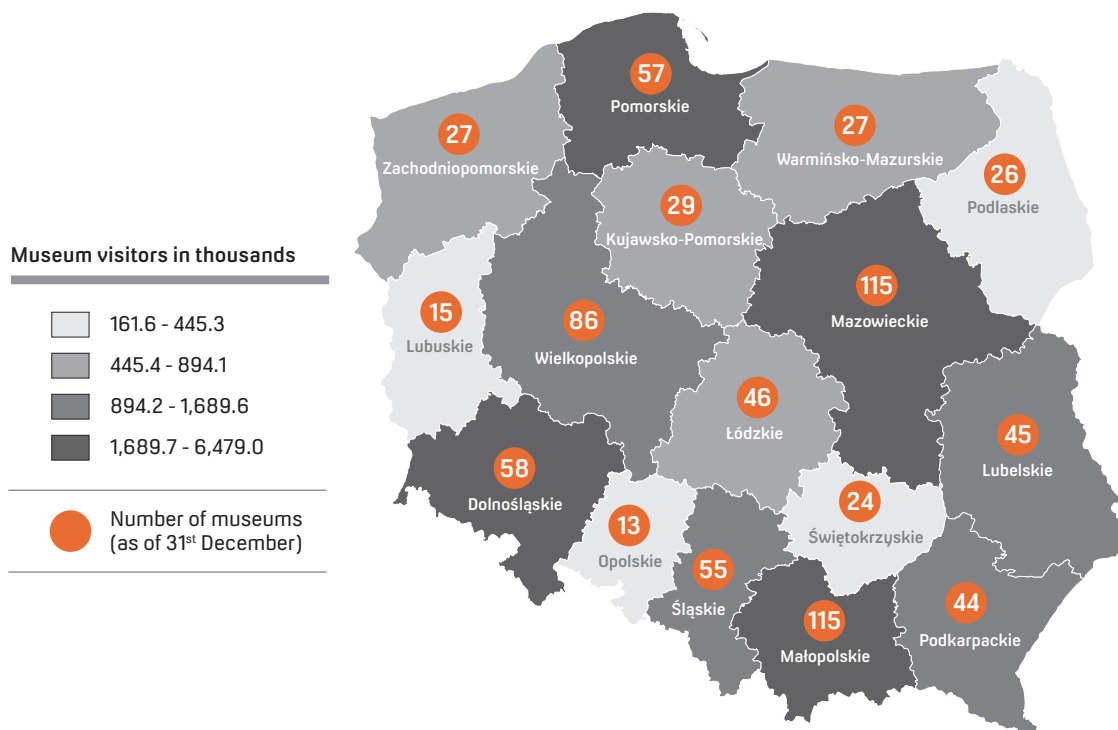 57
Pomorskie
27
Zachodniopomorskie
27
Warmińsko-Mazurskie
26
Podlaskie
29
Kujawsko-Pomorskie
Museum visitors in thousands
161.6 - 445.3
445.4 - 894.1
894.2 - 1,689.6
1,689.7 - 6,479.0
Number of museums
(as of 31st December)
15
Lubuskie
86
Wielkopolskie
115
Mazowieckie
46
Łódzkie
45
Lubelskie
58
Dolnośląskie
13
Opolskie
55
Śląskie
24
Świętokrzyskie
115
Małopolskie
44
Podkarpackie